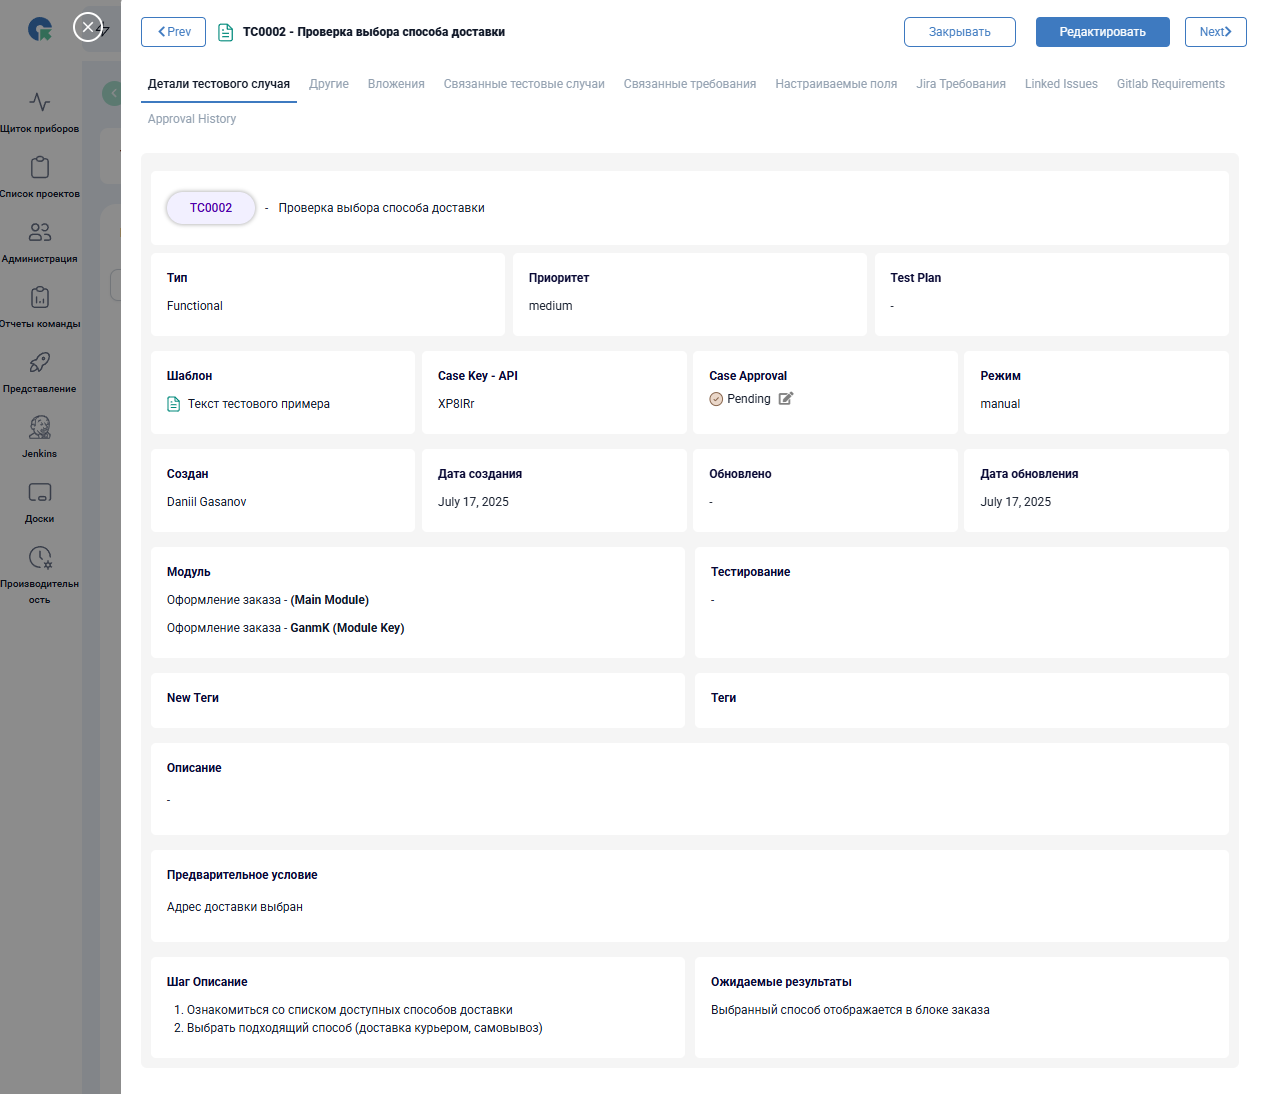 Prev
TC0002 - Проверка выбора способа доставки
Закрывать
Редактировать
Next
Детали тестового случая
Другие
Вложения
Связанные тестовые случаи
Связанные требования
Настраиваемые поля
Jira Требования
Linked Issues
Gitlab Requirements
Approval History
Щиток приборов
Список проектов
Администрация
Отчеты команды
Представление
Jenkins
Доски
Производительн
ость
TC0002 - Проверка выбора способа доставки
Тип
Functional
Приоритет
medium
Test Plan
-
Шаблон
Текст тестового примера
Case Key - API
XP8IRr
Case Approval
Pending
Режим
manual
Создан
Daniil Gasanov
Дата создания
July 17, 2025
Обновлено
-
Дата обновления
July 17, 2025
Модуль
Оформление заказа - (Main Module)
Оформление заказа - GanmK (Module Key)
Тестирование
-
New Теги
Теги
Описание
-
Предварительное условие
Адрес доставки выбран
Шаг Описание
1. Ознакомиться со списком доступных способов доставки
2. Выбрать подходящий способ (доставка курьером, самовывоз)
Ожидаемые результаты
Выбранный способ отображается в блоке заказа